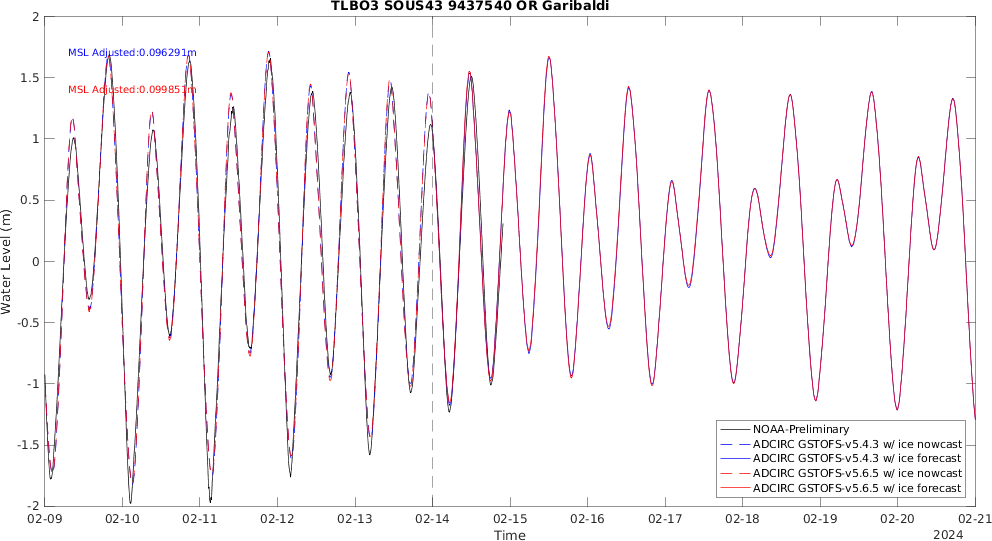 TLBO3 SOUS43 9437540 OR Garibaldi
2
MSL Adjusted:0.096291m
1.5
MSL Adjusted:0.099851m
1
0.5
Water Level (m)
0
-0.5
-1
-1.5
-2
NOAA-Preliminary
ADCIRC GSTOFS-v5.4.3 w/ ice nowcast
ADCIRC GSTOFS-v5.4.3 w/ ice forecast
ADCIRC GSTOFS-v5.6.5 w/ ice nowcast
ADCIRC GSTOFS-v5.6.5 w/ ice forecast
02-09 02-10 02-11 02-12 02-13 02-14 02-15 02-16 02-17 02-18 02-19 02-20 02-21
Time
2024